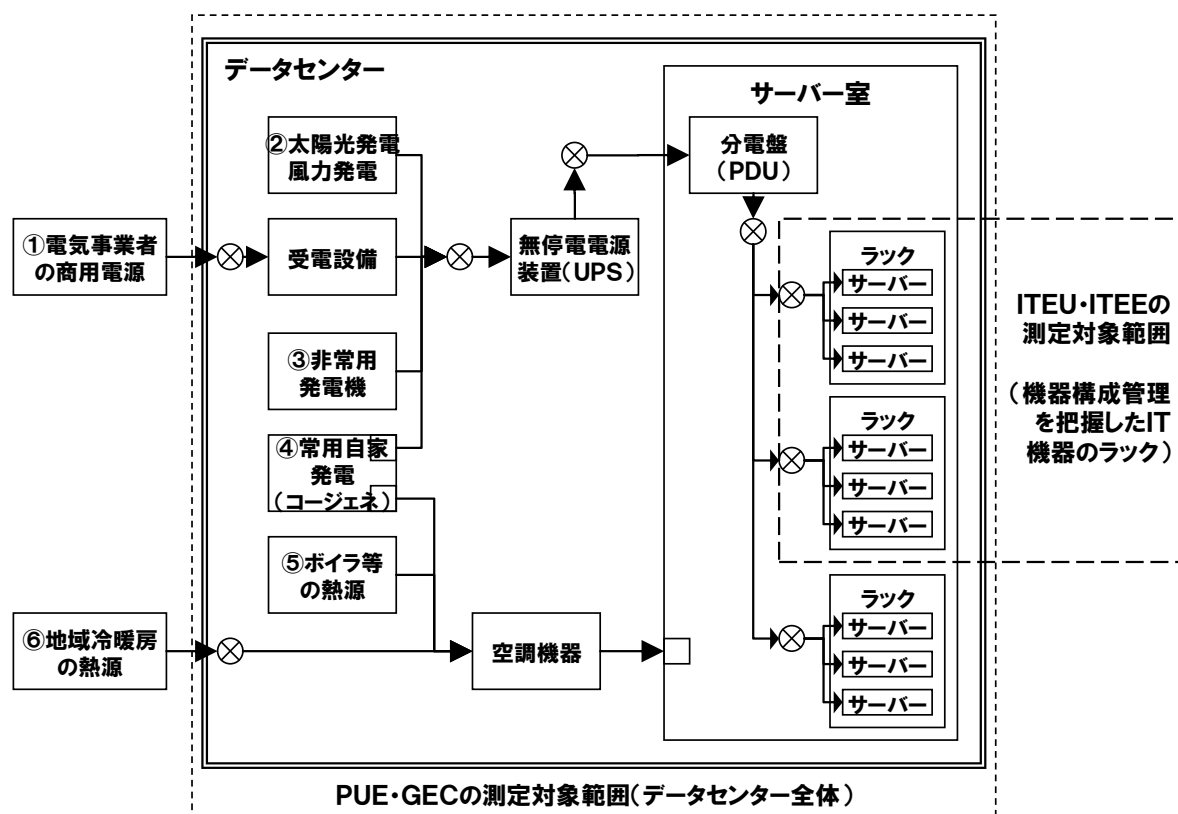 データセンター
サーバー室
②太陽光発電
風力発電
分電盤
（PDU）
①電気事業者
の商用電源
受電設備
無停電電源
装置（UPS）
ラック
サーバー
サーバー
サーバー
ITEU・ITEEの
測定対象範囲
（機器構成管理
を把握したIT
機器のラック）
③非常用
発電機
④常用自家
発電
（コージェネ）
ラック
サーバー
サーバー
サーバー
⑤ボイラ等
の熱源
⑥地域冷暖房
の熱源
空調機器
ラック
サーバー
サーバー
サーバー
PUE・GECの測定対象範囲（データセンター全体）